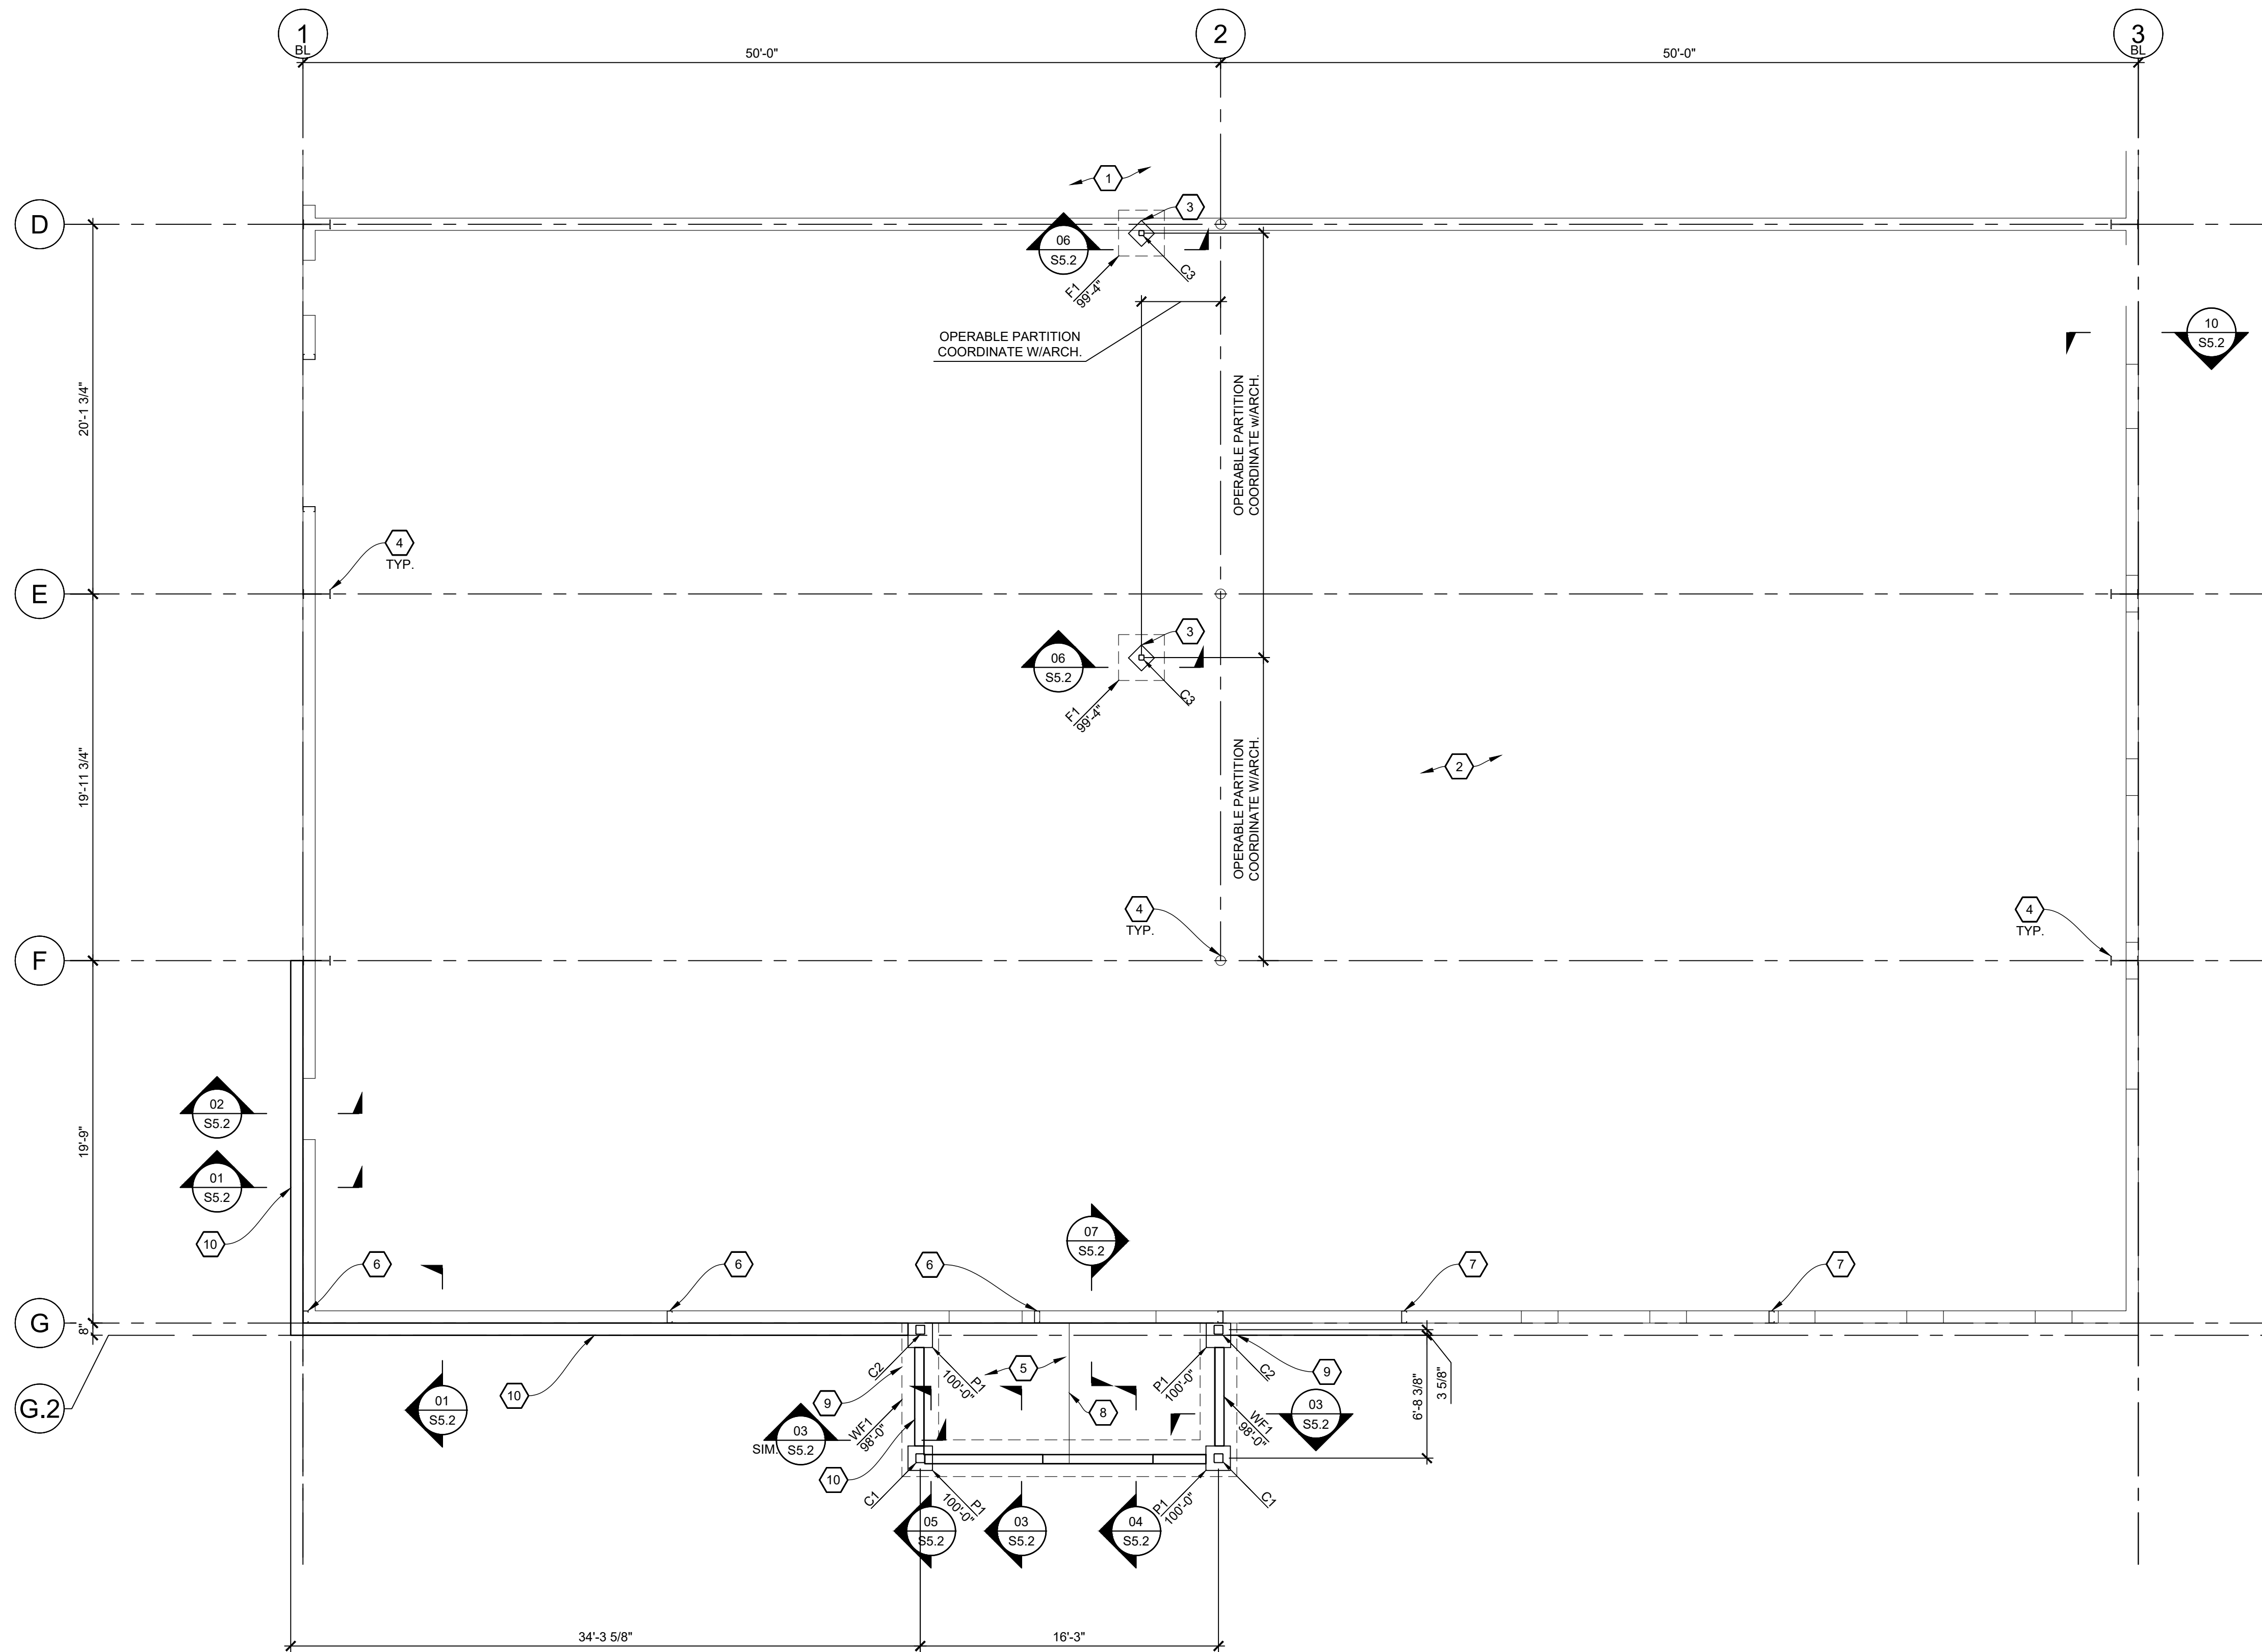 1
BL
2
3
BL
50'-0"
50'-0"
1
D
3
06
S5.2
C3
F1
99'-4"
OPERABLE PARTITION
COORDINATE W/ARCH.
10
S5.2
20'-1 3/4"
OPERABLE PARTITION
COORDINATE w/ARCH.
4
TYP.
E
3
06
S5.2
C3
F1
99'-4"
19'-11 3/4"
2
OPERABLE PARTITION
COORDINATE W/ARCH.
4
TYP.
4
TYP.
F
02
S5.2
19'-9"
01
S5.2
10
07
S5.2
6
6
6
7
7
G
8"
G.2
01
S5.2
10
C2
P1
100'-0"
5
8
P1
100'-0"
C2
9
9
3 5/8"
6'-8 3/8"
WF1
98'-0"
WF1
98'-0"
03
S5.2
03
S5.2
SIM.
10
C1
P1
100'-0"
P1
100'-0"
C1
05
S5.2
03
S5.2
04
S5.2
34'-3 5/8"
16'-3"